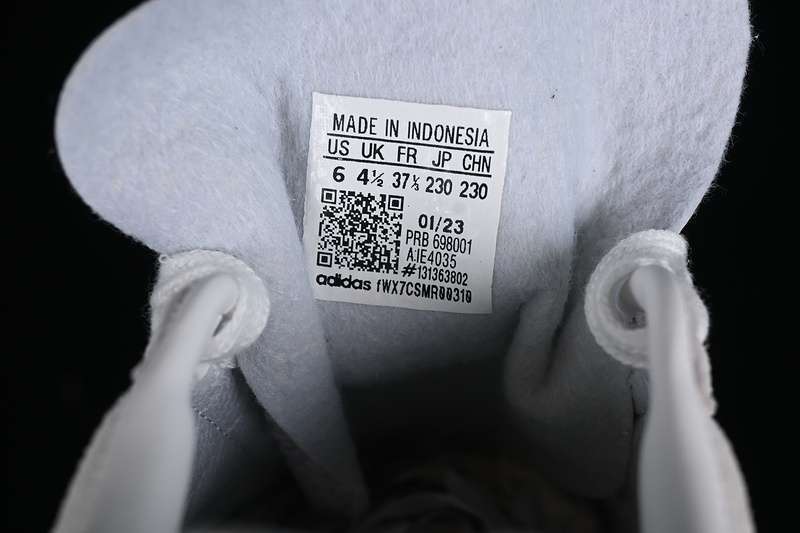 MADE IN INDONESIA
US UK FR JP CHN
6 4½ 37⅓ 230 230
01/23
PRB 698001
A:IE4035
#131363802
adidas fWX7CSMR00310